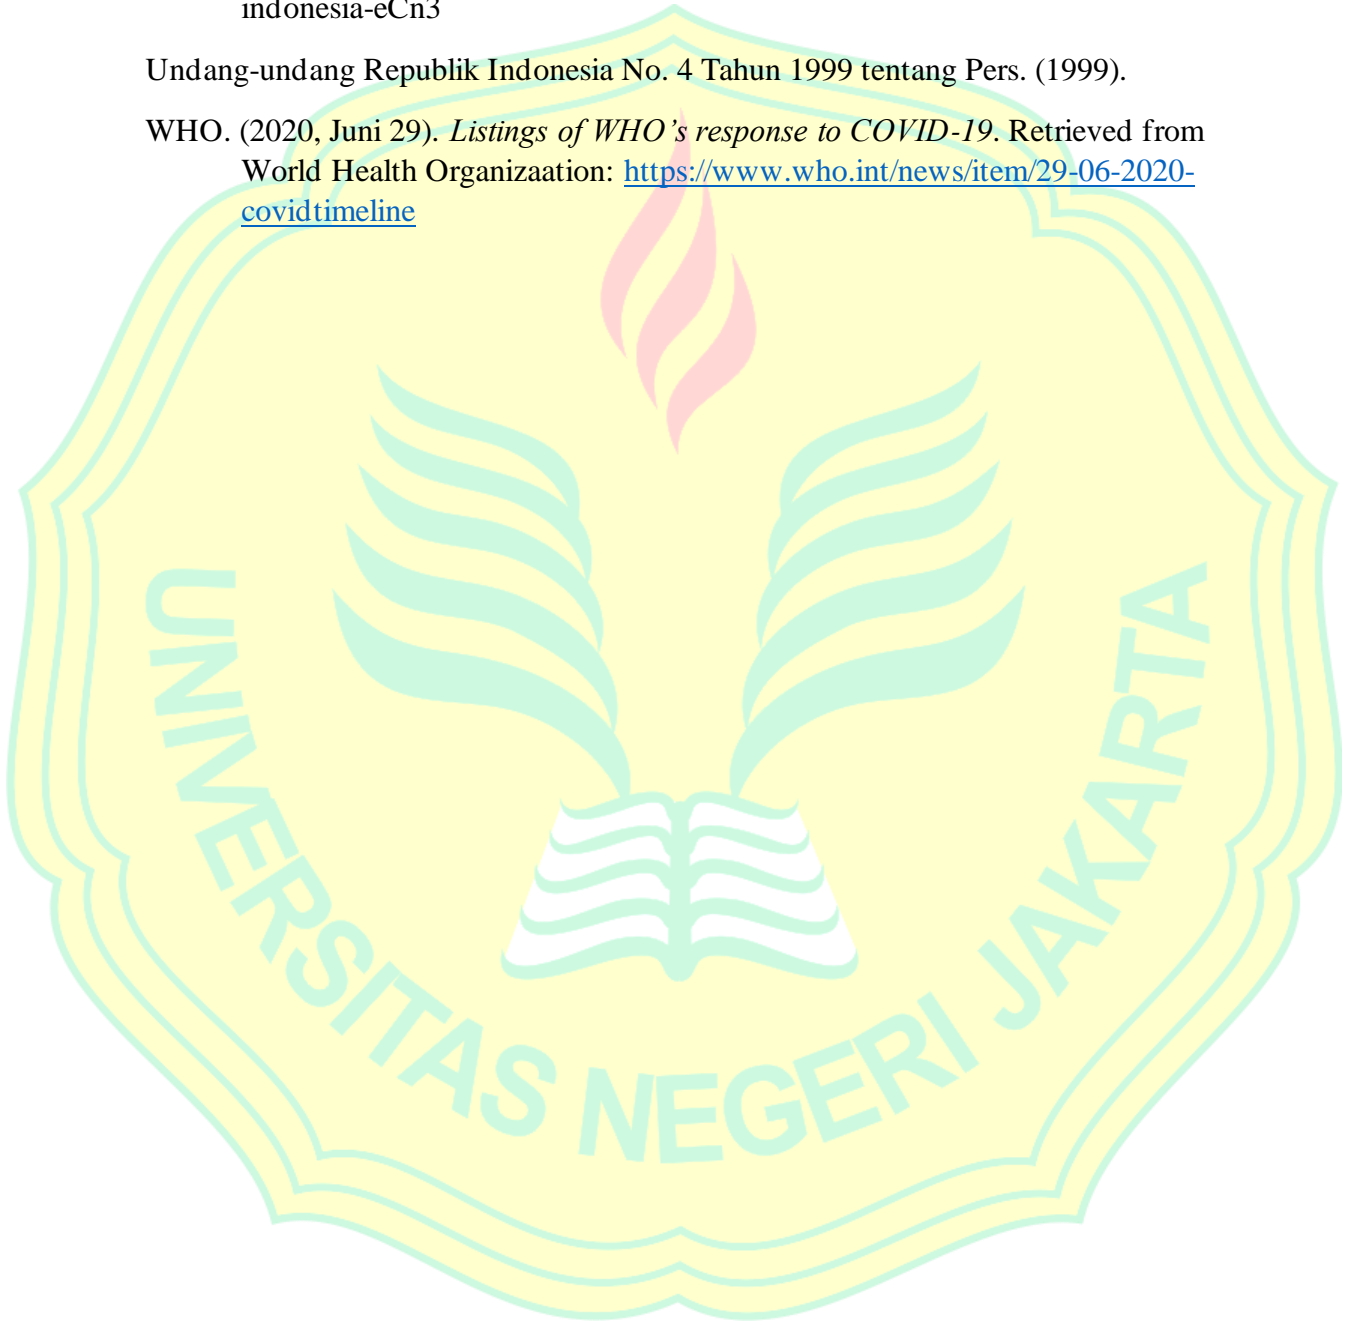 indonesia-eCn3
Undang-undang Republik Indonesia No. 4 Tahun 1999 tentang Pers. (1999).
WHO. (2020, Juni 29). Listings of WHO’s response to COVID-19. Retrieved from
World Health Organizaation: https://www.who.int/news/item/29-06-2020-
covidtimeline
UNIVERSITAS NEGERI JAKARTA